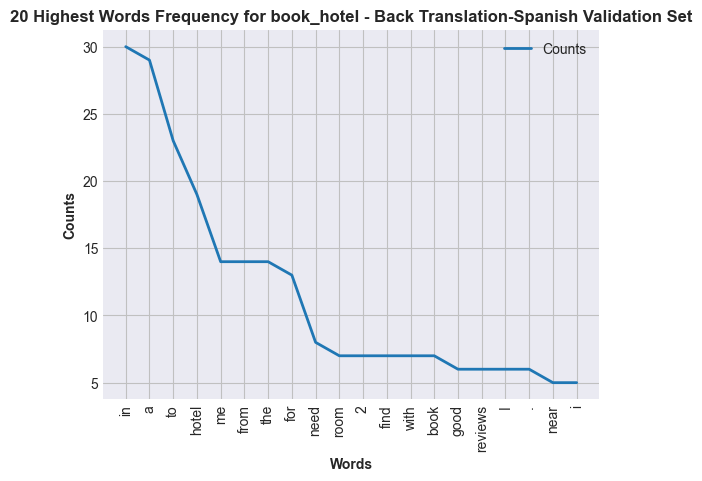 20 Highest Words Frequency for book_hotel - Back Translation-Spanish Validation Set
Counts
30
25
20
15
10
5
Counts
in
a
to
hotel
me
from
the
for
need
room
2
find
with
book
good
reviews
I
.
near
i
Words